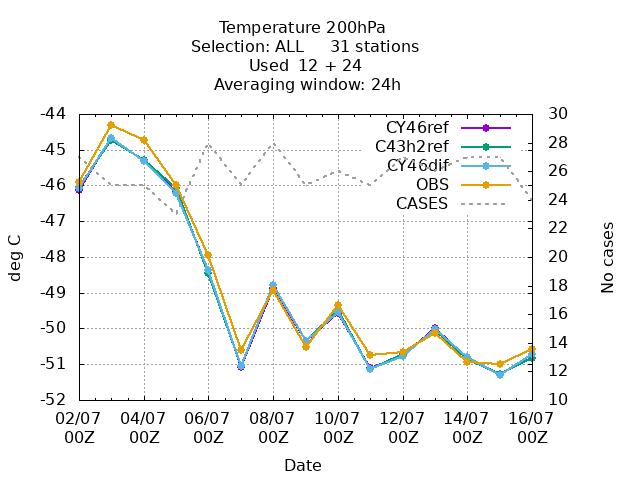 Temperature 200hPa
Selection: ALL 31 stations
Used 12 + 24
Averaging window: 24h
-44
-45
-46
-47
-48
-49
-50
-51
-52
deg C
30
28
26
24
22
20
18
16
14
12
10
No cases
CY46ref
C43h2ref
CY46dif
OBS
CASES
02/07 04/07 06/07 08/07 10/07 12/07 14/07 16/07
00Z 00Z 00Z 00Z 00Z 00Z 00Z 00Z
Date